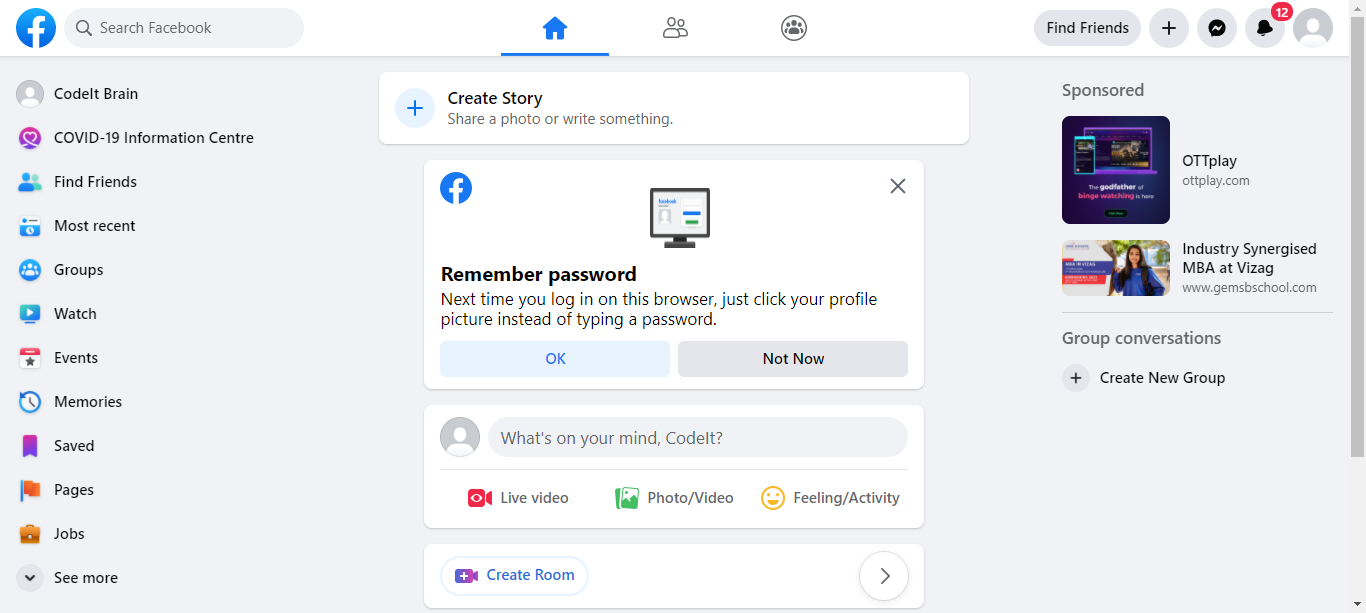 Search Facebook
Find Friends
12
CodeIt Brain
COVID-19 Information Centre
Find Friends
Most recent
Groups
Watch
Events
Memories
Saved
Pages
Jobs
See more
Create Story
Share a photo or write something.
facebook
Remember password
Next time you log in on this browser, just click your profile
picture instead of typing a password.
OK
Not Now
What's on your mind, CodeIt?
Live video
Photo/Video
Feeling/Activity
Create Room
Sponsored
The godfather of
binge watching is here
OTTplay
ottplay.com
MBA IN VIZAG
Industry Synergised
MBA at Vizag
www.gemsbschool.com
Group conversations
Create New Group